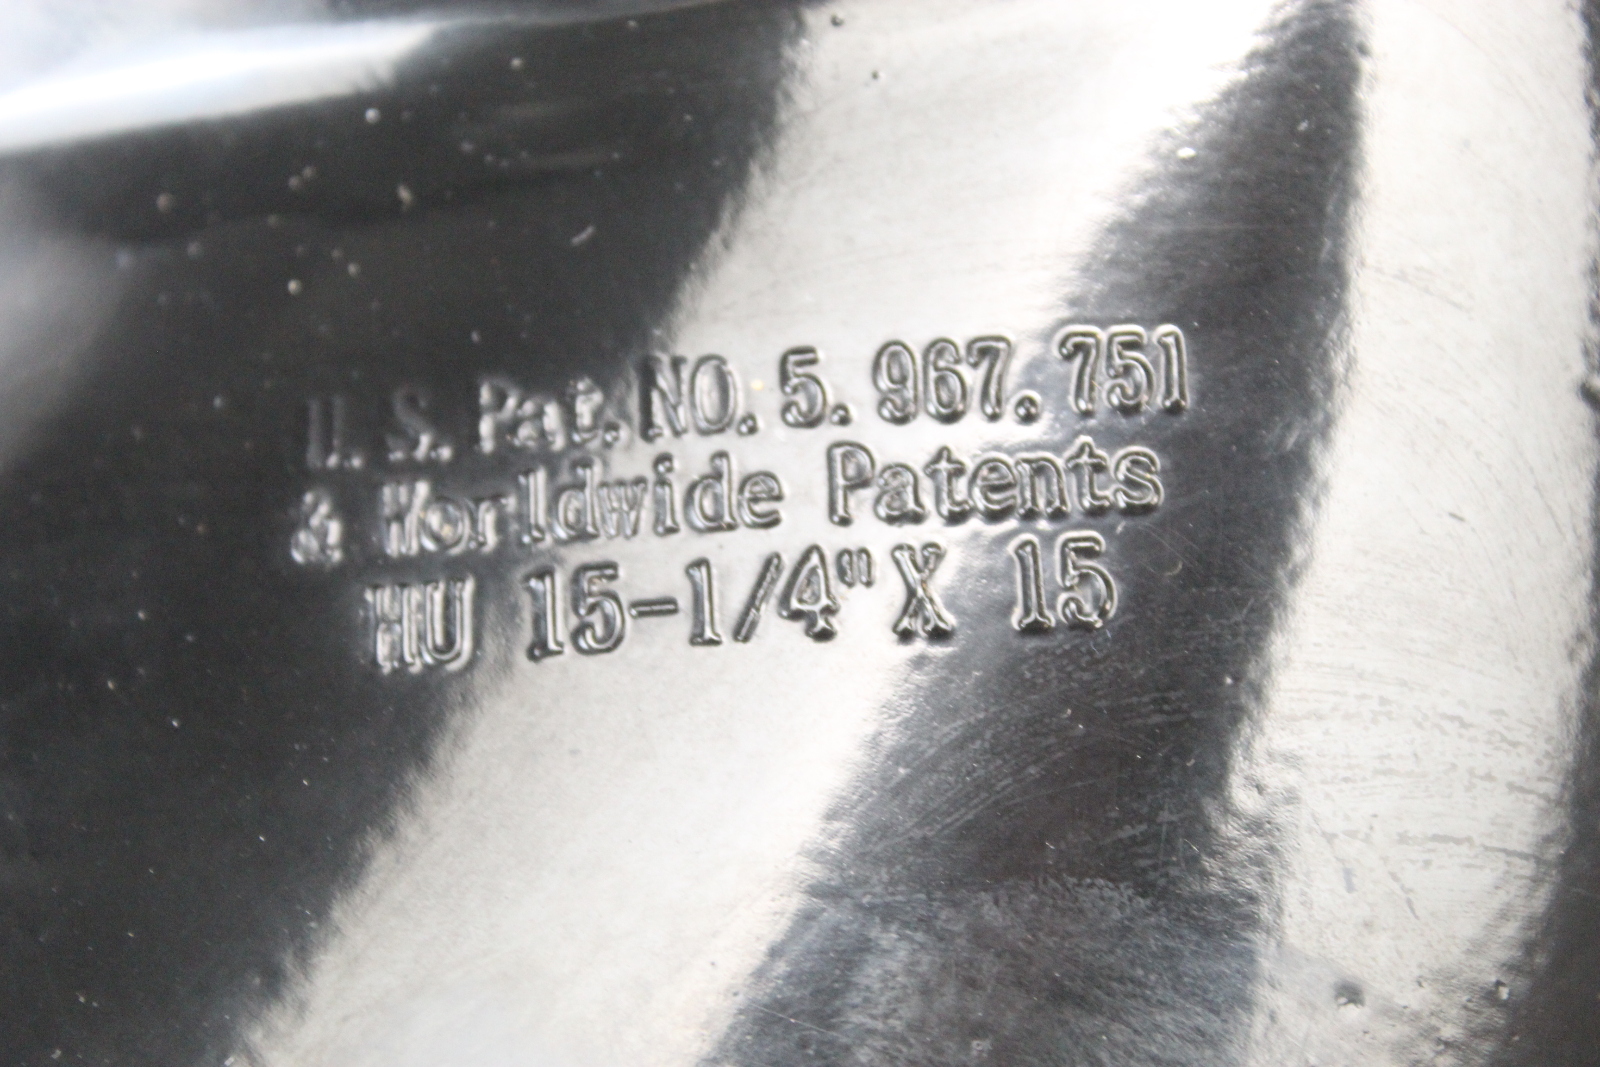 U.S. Pat. NO. 5. 967. 751
& Worldwide Patents
HU 15-1/4" X 15